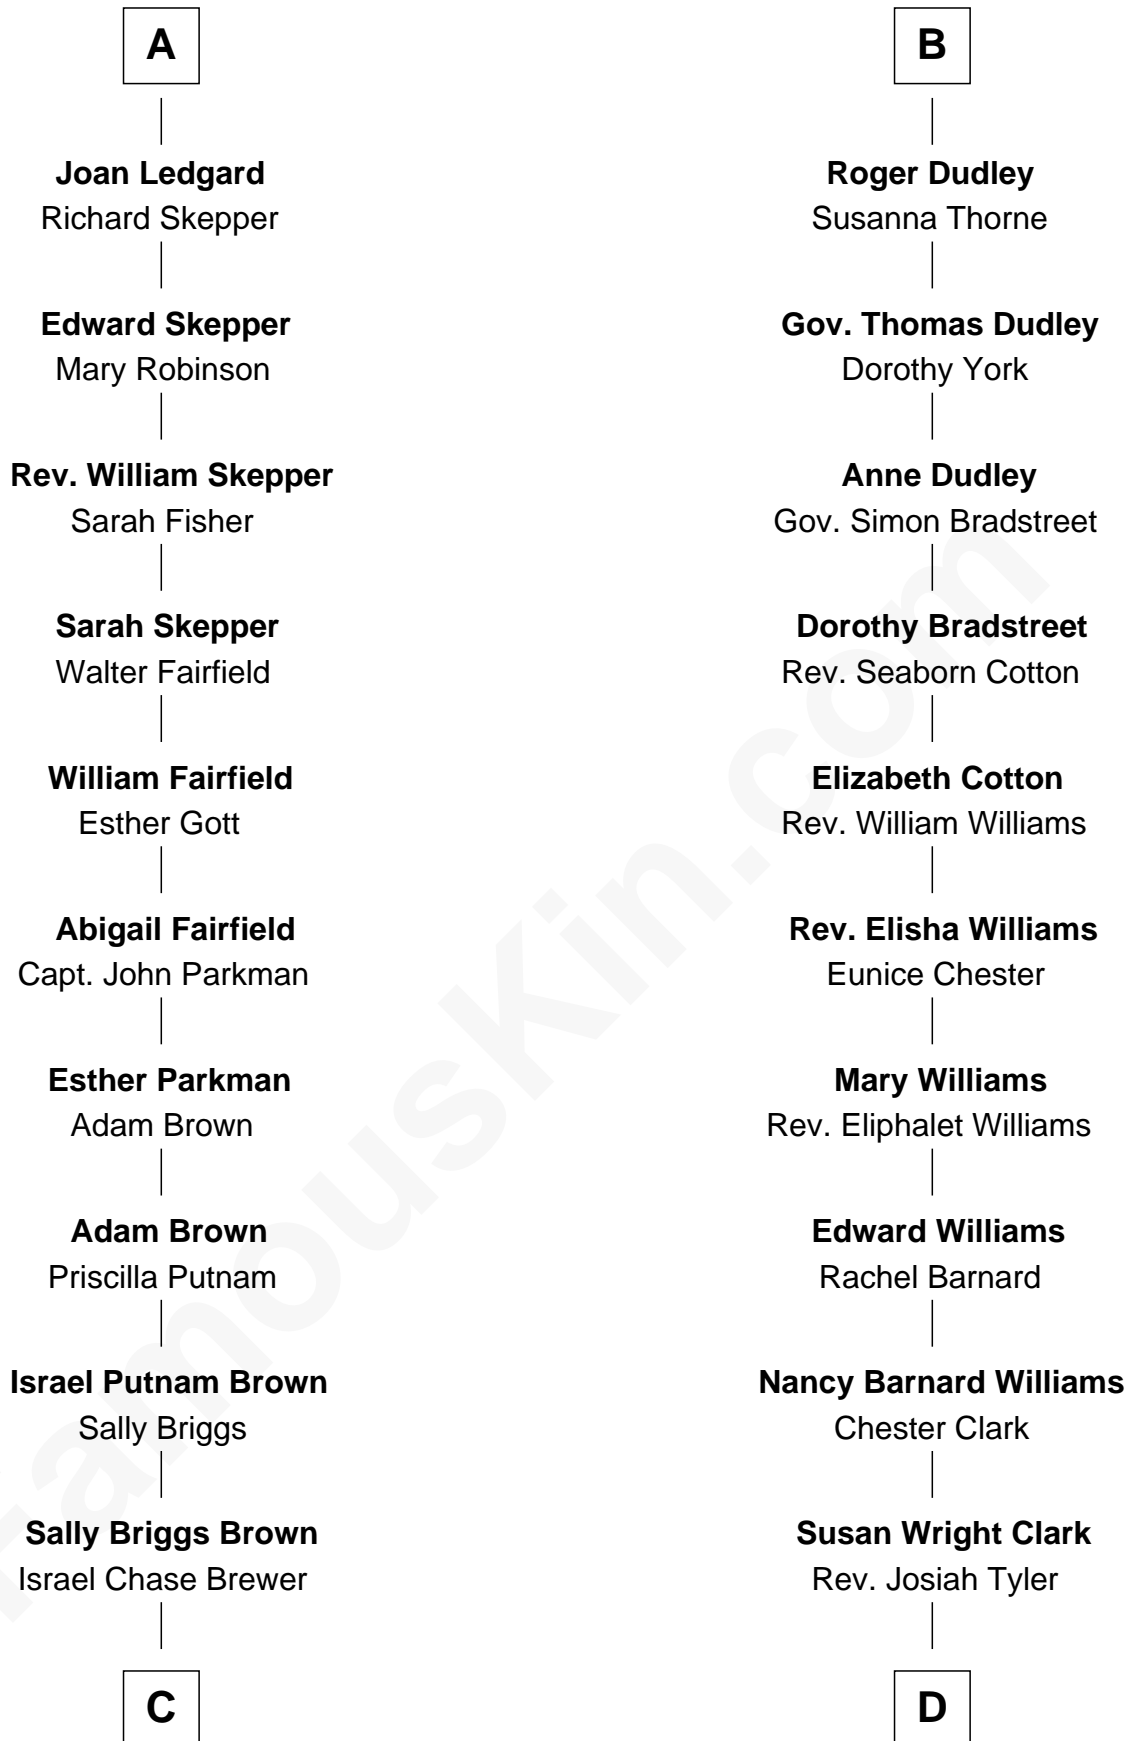 A
Joan Ledgard
Richard Skepper
Edward Skepper
Mary Robinson
Rev. William Skepper
Sarah Fisher
Sarah Skepper
Walter Fairfield
William Fairfield
Esther Gott
Abigail Fairfield
Capt. John Parkman
Esther Parkman
Adam Brown
Adam Brown
Priscilla Putnam
Israel Putnam Brown
Sally Briggs
Sally Briggs Brown
Israel Chase Brewer
C
B
Roger Dudley
Susanna Thorne
Gov. Thomas Dudley
Dorothy York
Anne Dudley
Gov. Simon Bradstreet
Dorothy Bradstreet
Rev. Seaborn Cotton
Elizabeth Cotton
Rev. William Williams
Rev. Elisha Williams
Eunice Chester
Mary Williams
Rev. Eliphalet Williams
Edward Williams
Rachel Barnard
Nancy Barnard Williams
Chester Clark
Susan Wright Clark
Rev. Josiah Tyler
D
FamousKin.com